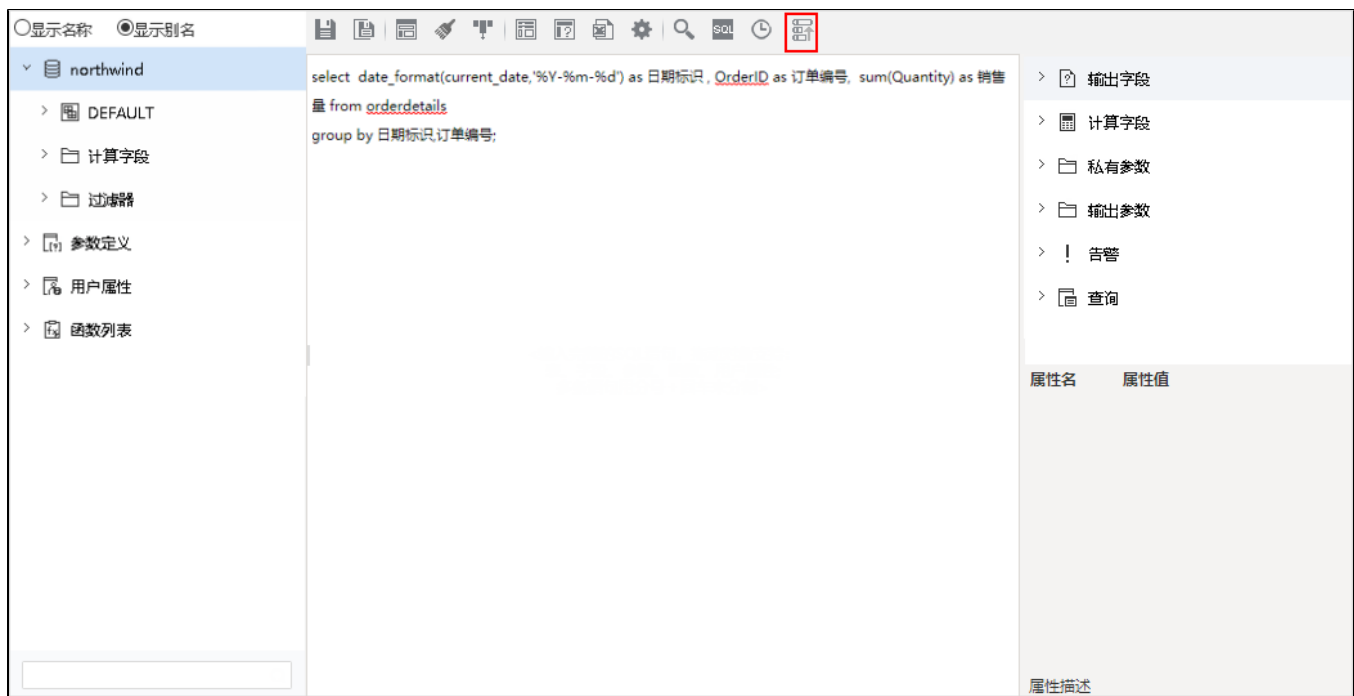 显示名称 显示别名
northwind
DEFAULT
计算字段
过滤器
参数定义
用户属性
函数列表
SQL
select date_format(current_date,'%Y-%m-%d') as 日期标识 , OrderID as 订单编号, sum(Quantity) as 销售
量 from orderdetails
group by 日期标识,订单编号;
输出字段
计算字段
私有参数
输出参数
告警
查询
属性名 属性值
属性描述